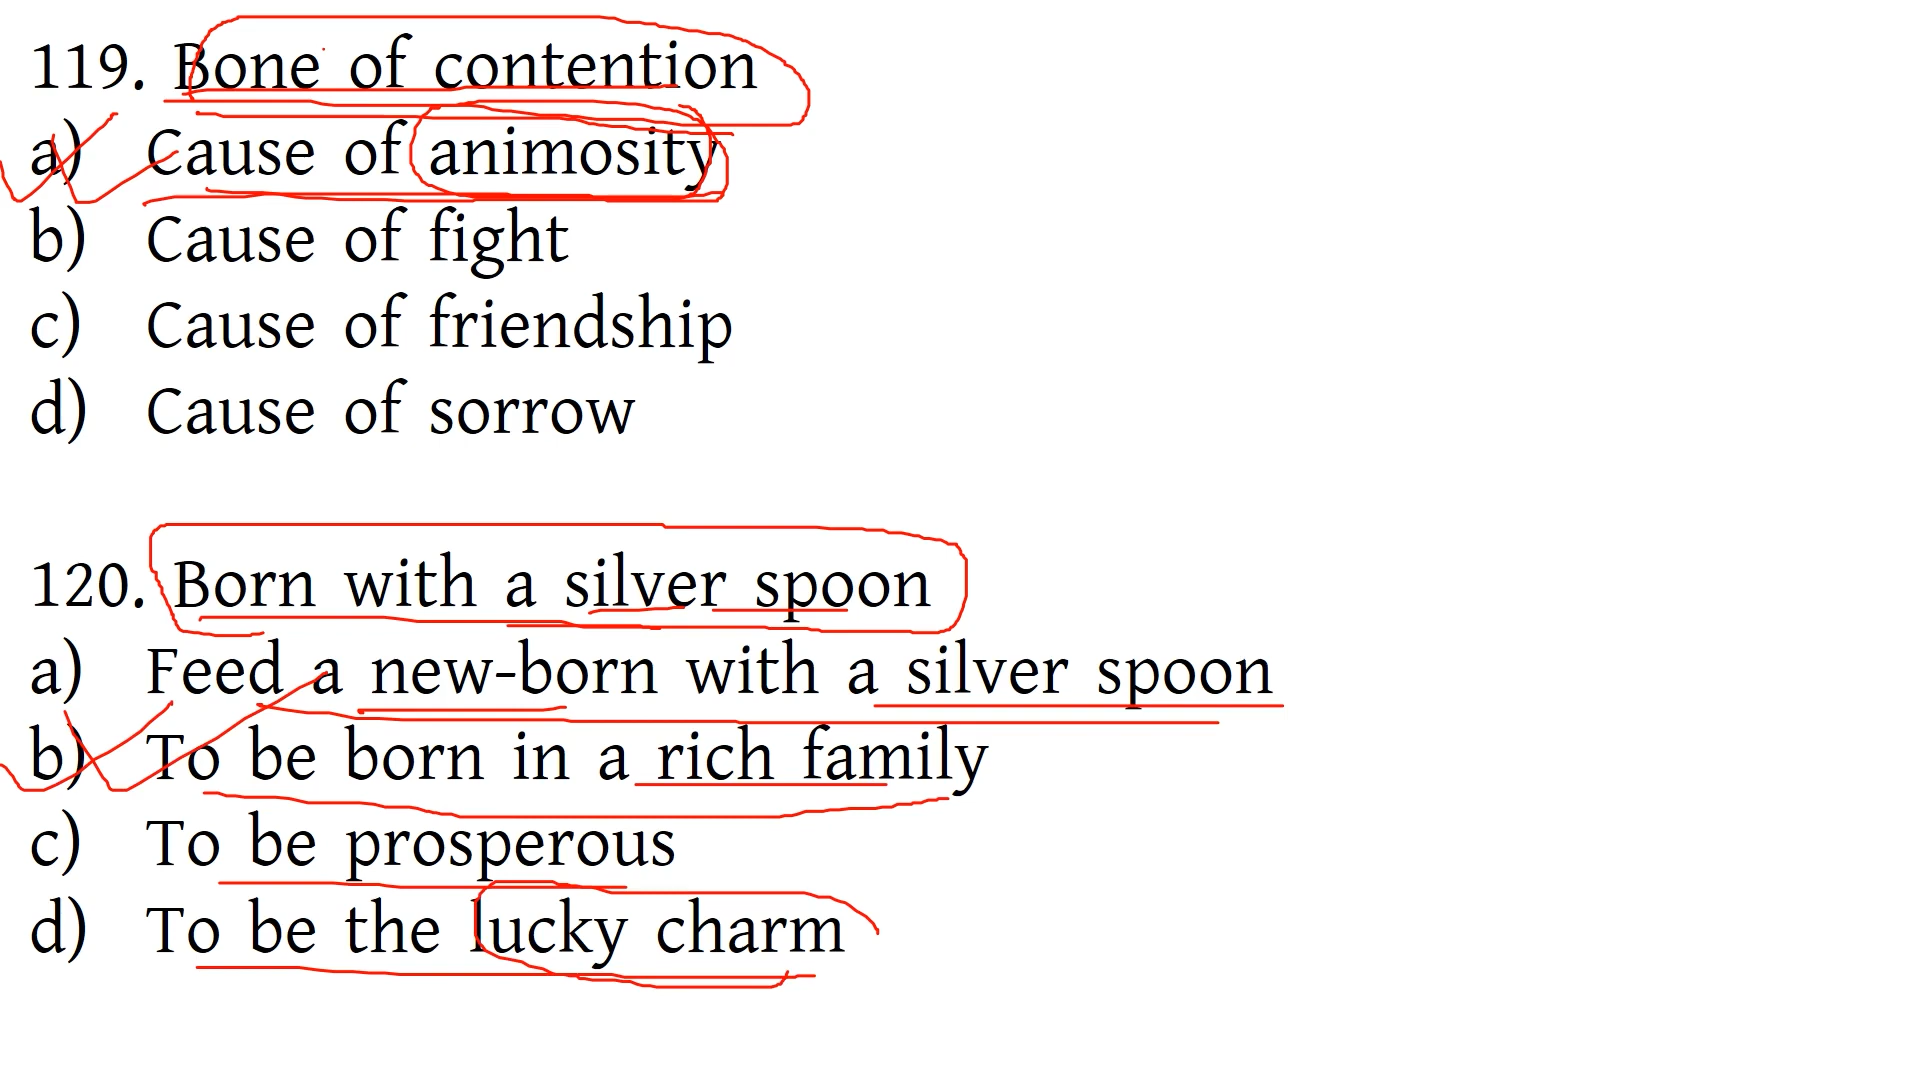 119. Bone of contention
a) Cause of animosity
b) Cause of fight
c) Cause of friendship
d) Cause of sorrow
120. Born with a silver spoon
a) Feed a new-born with a silver spoon
b) To be born in a rich family
c) To be prosperous
d) To be the lucky charm